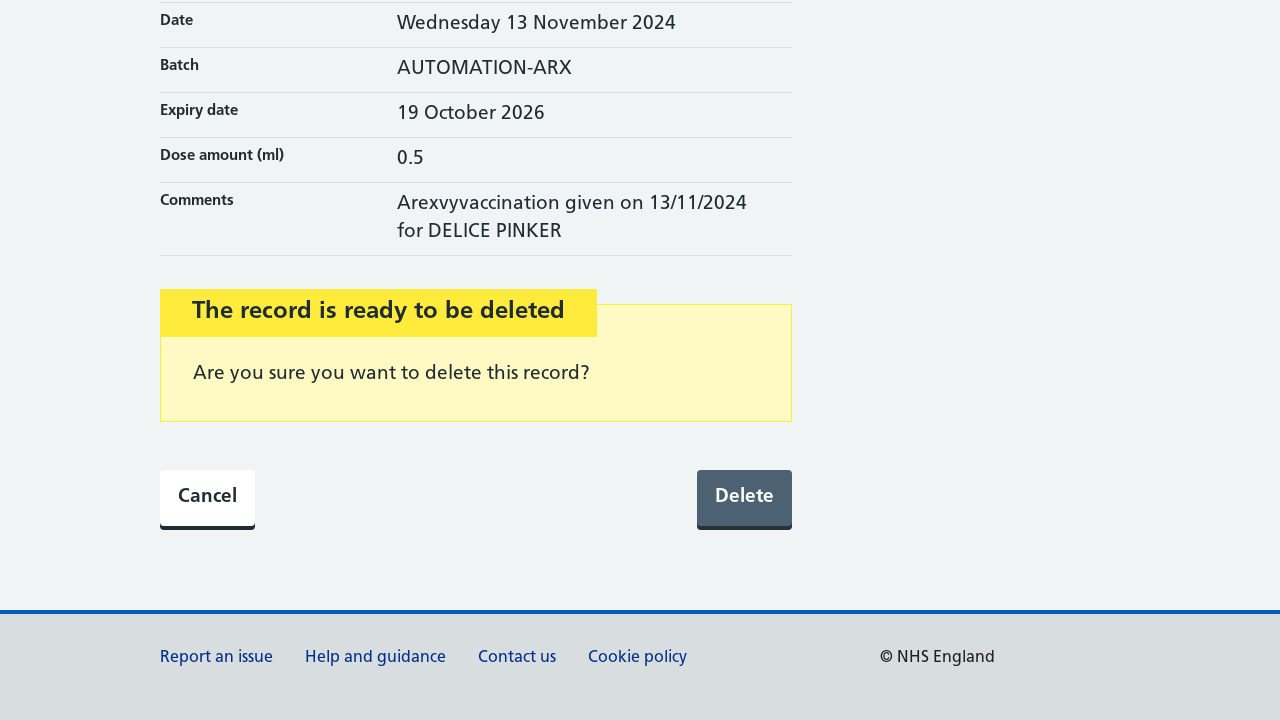 Date
Wednesday 13 November 2024
Batch
AUTOMATION-ARX
Expiry date
19 October 2026
Dose amount (ml)
0.5
Comments
Arexvyvaccination given on 13/11/2024
for DELICE PINKER
The record is ready to be deleted
Are you sure you want to delete this record?
Cancel
Delete
Report an issue
Help and guidance
Contact us
Cookie policy
© NHS England